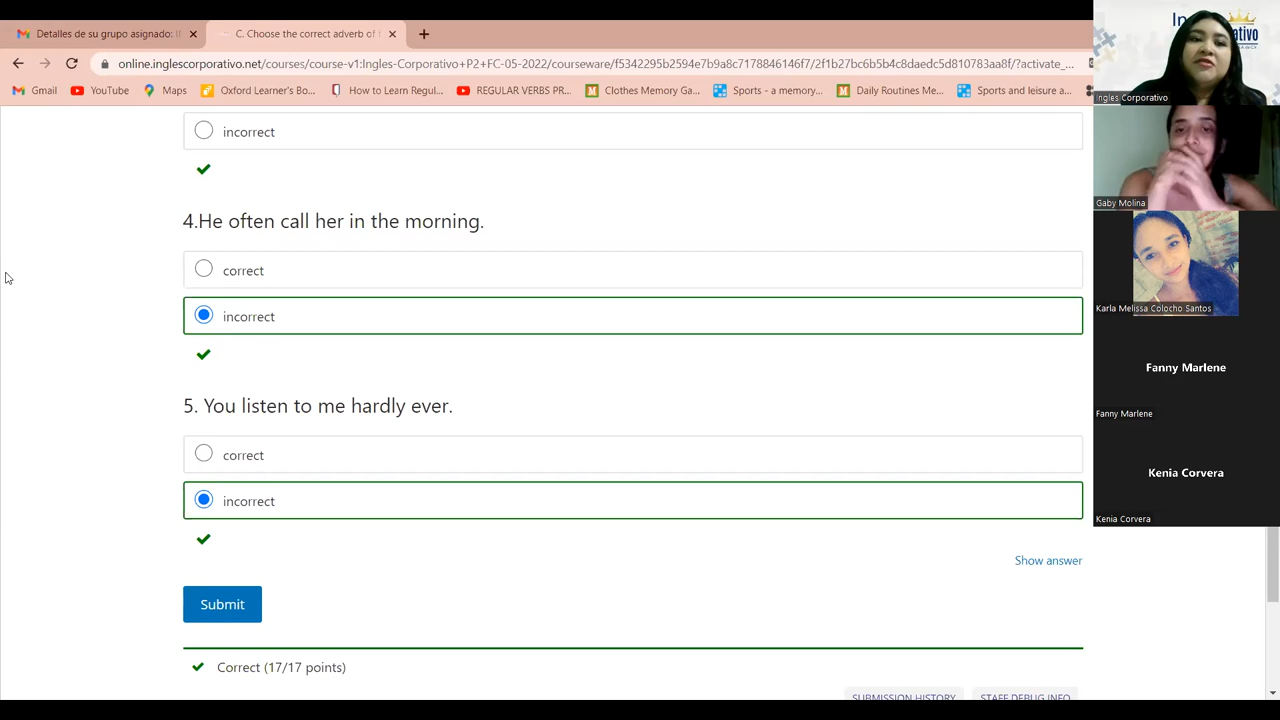 Detalles de su grupo asignado: I
C. Choose the correct adverb of f
online.inglescorporativo.net/courses/course-v1:Ingles-Corporativo+P2+FC-05-2022/courseware/f5342295b2594e7b9a8c7178846146f7/2f1b27bc6b5b4c8daedc5d810783aa8f/?activate_...
Gmail
YouTube
Maps
Oxford Learner's Bo...
How to Learn Regul...
REGULAR VERBS PR...
Clothes Memory Ga...
Sports - a memory...
Daily Routines Me...
Sports and leisure a...
Ingles Corporativo
Gaby Molina
Karla Melissa Colocho Santos
Fanny Marlene
Fanny Marlene
Kenia Corvera
Kenia Corvera
incorrect
4.He often call her in the morning.
correct
incorrect
5. You listen to me hardly ever.
correct
incorrect
Show answer
Submit
Correct (17/17 points)
SUBMISSION HISTORY
STAFF DEBUG INFO